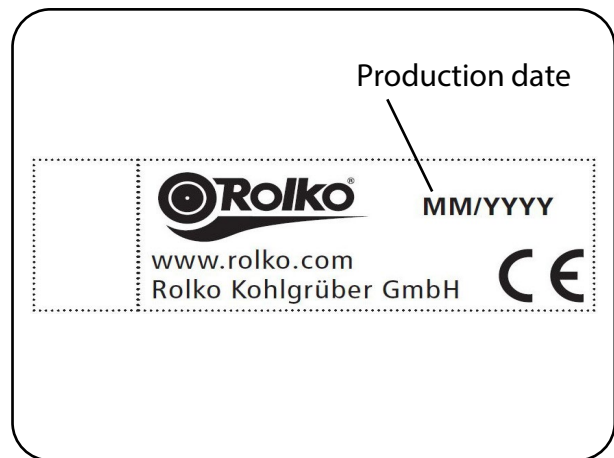 Production date
Rolko®
MM/YYYY
www.rolko.com
Rolko Kohlgrüber GmbH
CE